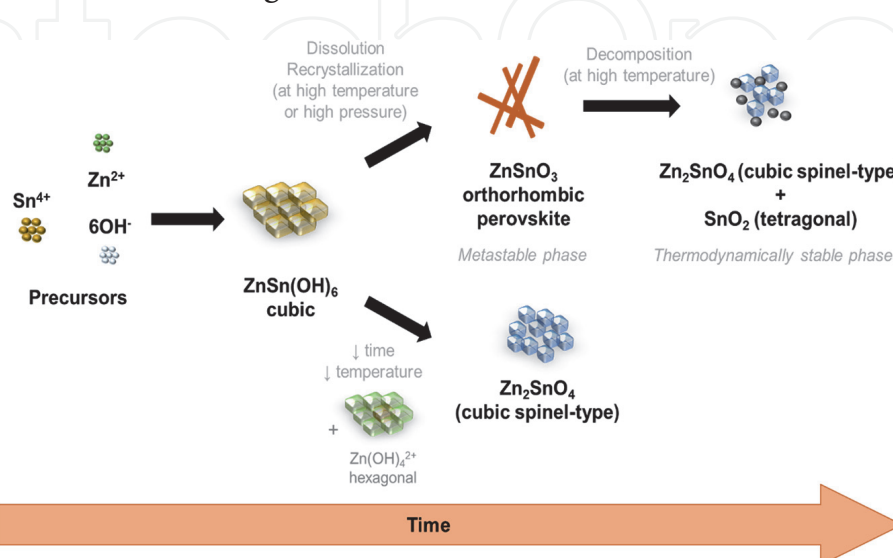 Dissolution
Recrystallization
(at high temperature
or high pressure)
Decomposition
(at high temperature)
Sn⁴⁺
Zn²⁺
6OH⁻
Precursors
ZnSn(OH)₆
cubic
ZnSnO₃
orthorhombic
perovskite
Metastable phase
Zn₂SnO₄ (cubic spinel-type
+
SnO₂ (tetragonal)
Thermodynamically stable phase
↓ time
↓ temperature
+
Zn(OH)₄²⁺
hexagonal
Zn₂SnO₄
(cubic spinel-type)
Time